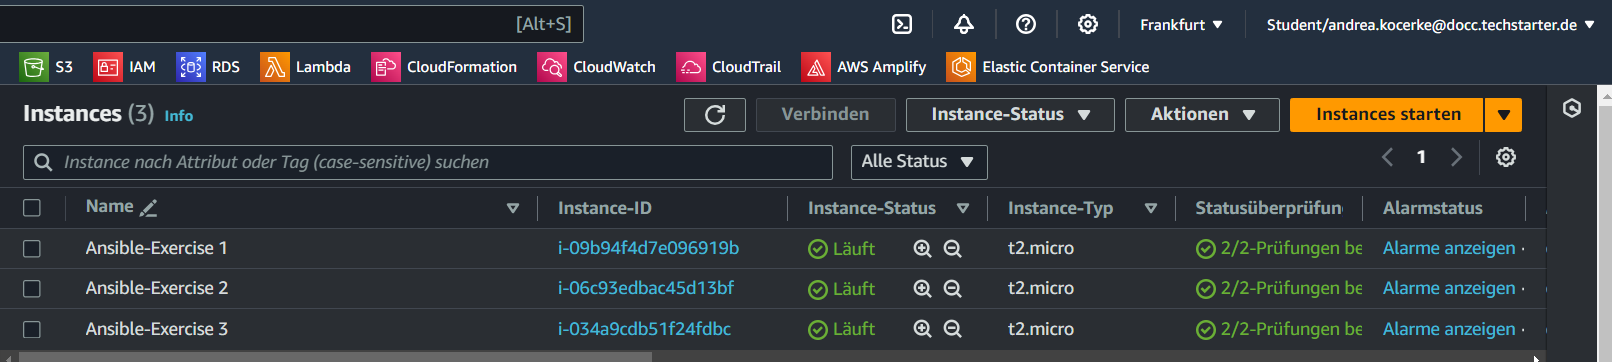 [Alt+S] Frankfurt Student/andrea.kocerke@docc.techstarter.de
S3 IAM RDS Lambda CloudFormation CloudWatch CloudTrail AWS Amplify Elastic Container Service
Instances (3) Info Verbinden Instance-Status Aktionen Instances starten
Instance nach Attribut oder Tag (case-sensitive) suchen Alle Status 1
Name Instance-ID Instance-Status Instance-Typ Statusüberprüfun Alarmstatus
Ansible-Exercise 1 i-09b94f4d7e096919b Läuft t2.micro 2/2-Prüfungen be Alarme anzeigen
Ansible-Exercise 2 i-06c93edbac45d13bf Läuft t2.micro 2/2-Prüfungen be Alarme anzeigen
Ansible-Exercise 3 i-034a9cdb51f24fdbc Läuft t2.micro 2/2-Prüfungen be Alarme anzeigen